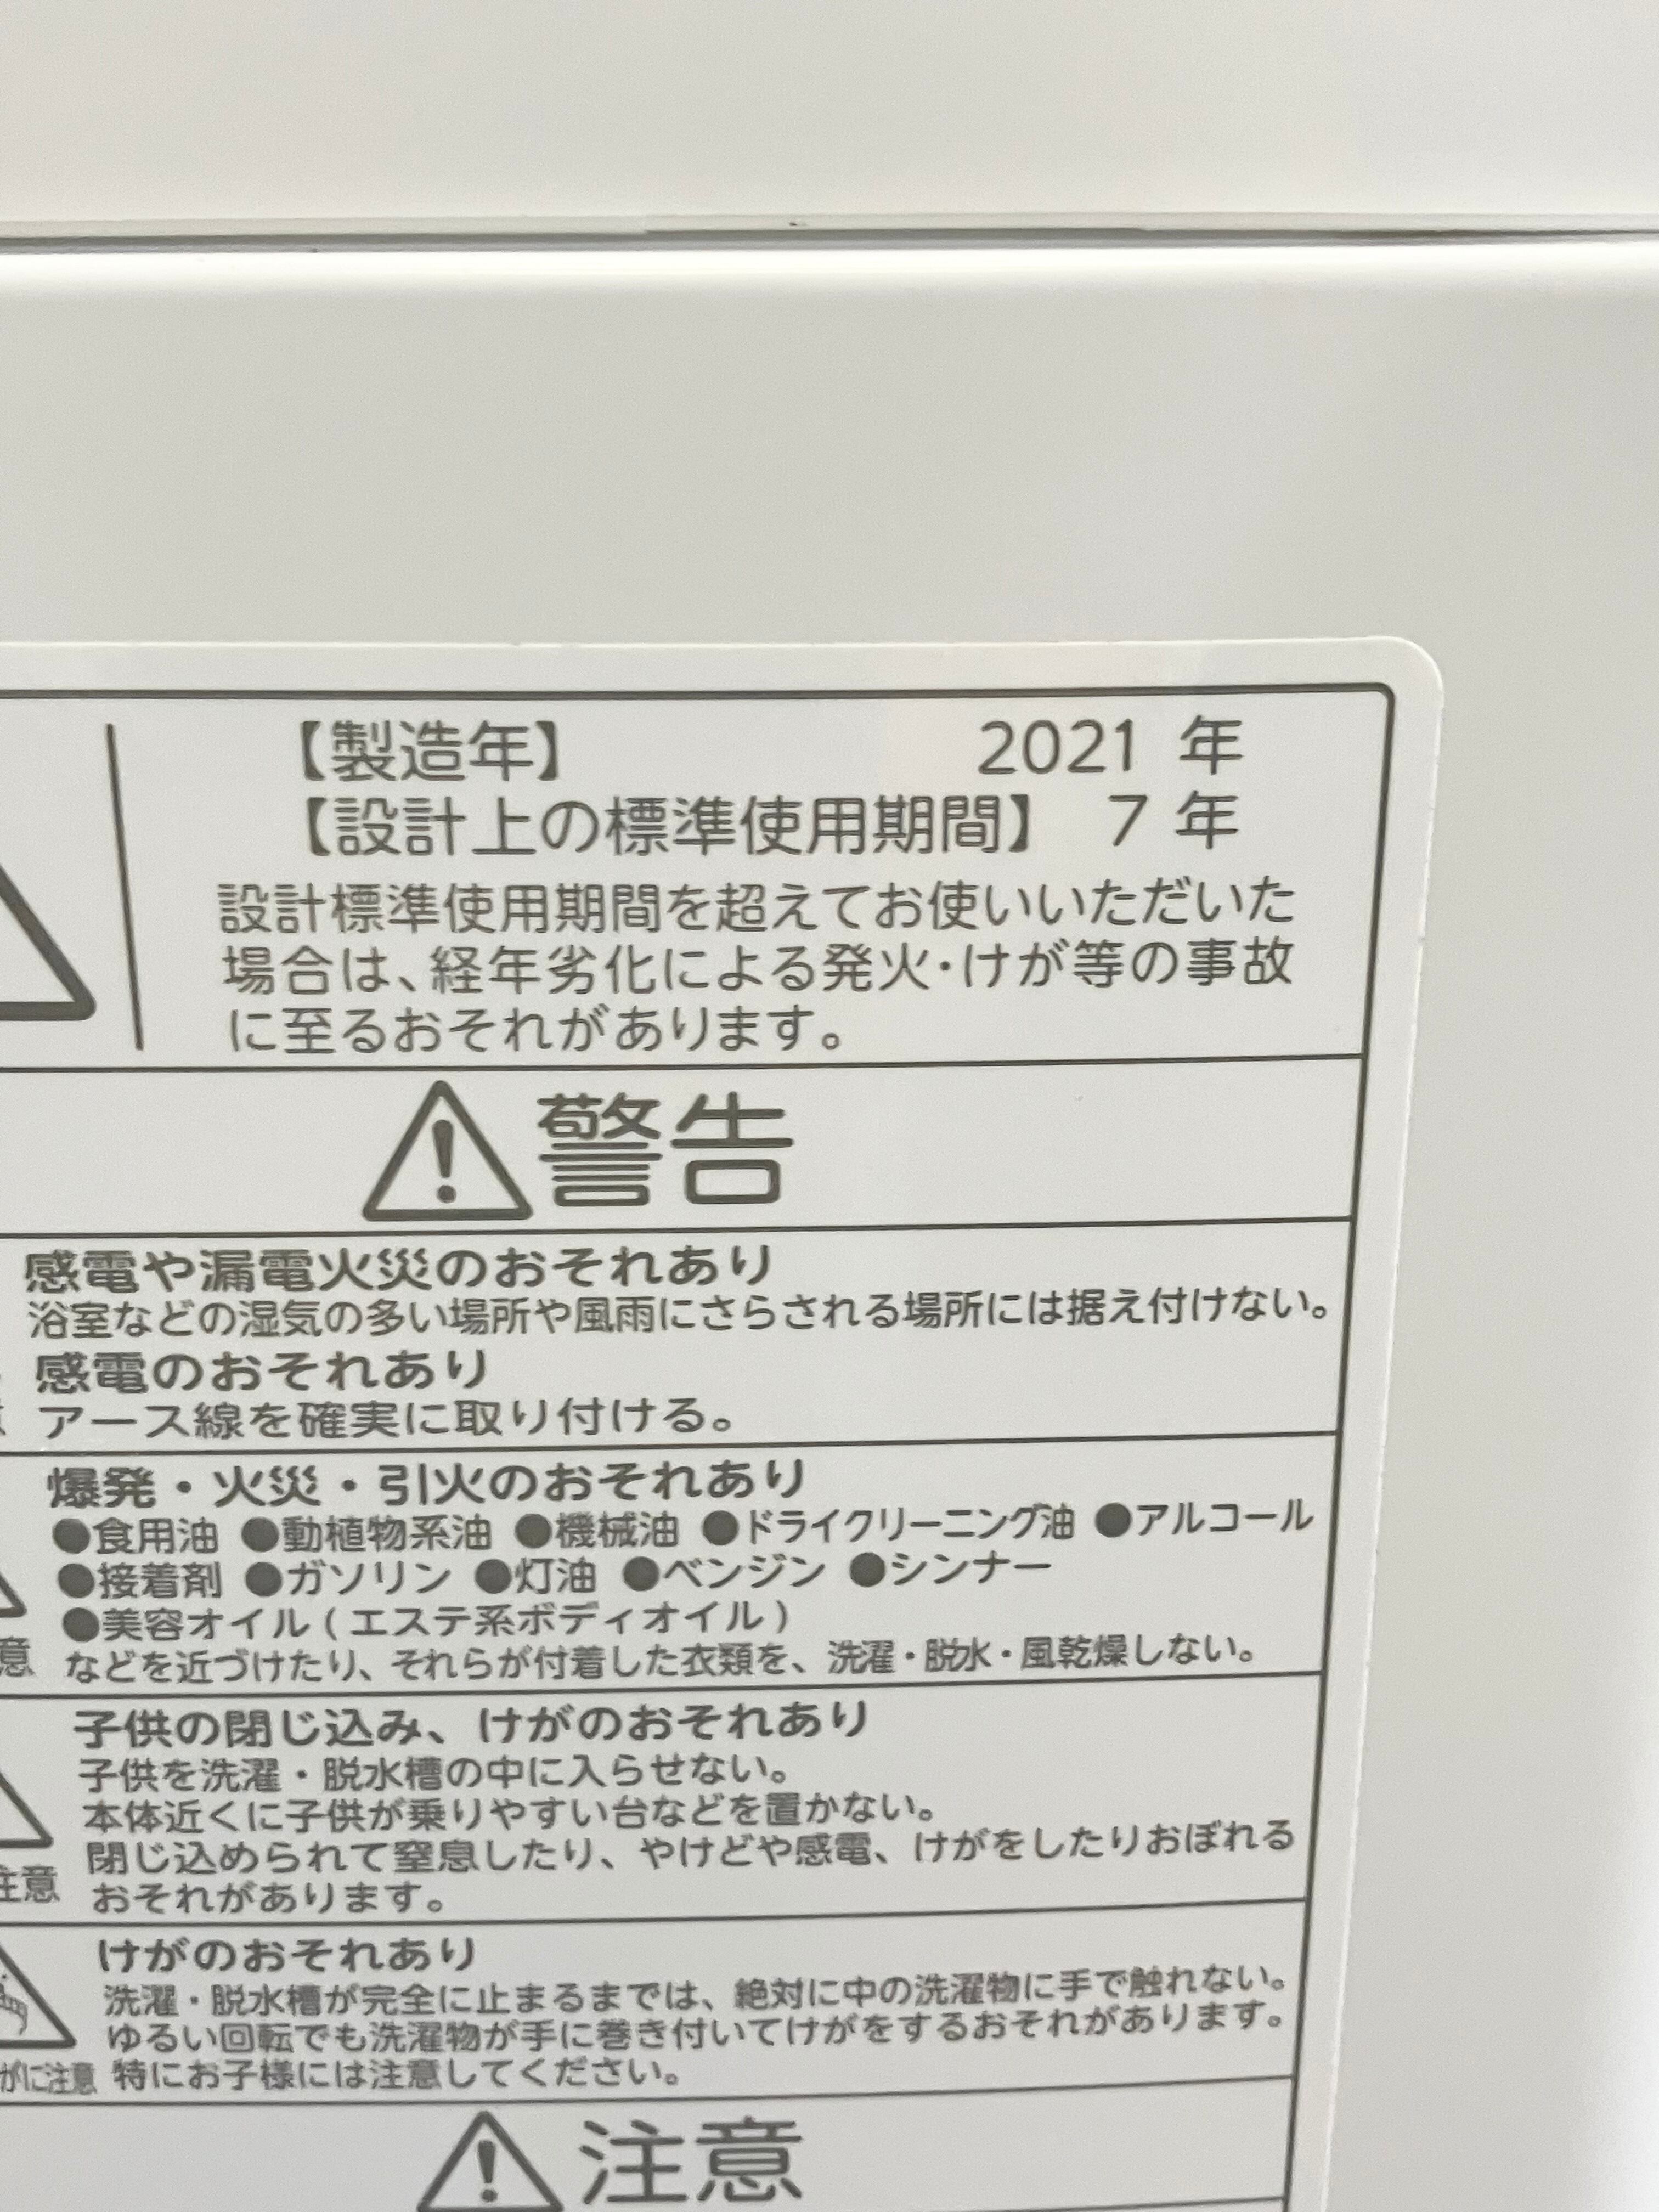 【製造年】 2021 年
【設計上の標準使用期間】 7 年
設計標準使用期間を超えてお使いいただいた
場合は、経年劣化による発火・けが等の事故
に至るおそれがあります。
警告
感電や漏電火災のおそれあり
浴室などの湿気の多い場所や風雨にさらされる場所には据え付けない。
感電のおそれあり
アース線を確実に取り付ける。
爆発・火災・引火のおそれあり
●食用油 ●動植物系油 ●機械油 ●ドライクリーニング油 ●アルコール
●接着剤 ●ガソリン ●灯油 ●ベンジン ●シンナー
●美容オイル(エステ系ボディオイル)
意 などを近づけたり、それらが付着した衣類を、洗濯・脱水・風乾燥しない。
子供の閉じ込み、けがのおそれあり
子供を洗濯・脱水槽の中に入らせない。
本体近くに子供が乗りやすい台などを置かない。
閉じ込められて窒息したり、やけどや感電、けがをしたりおぼれる
注意 おそれがあります。
けがのおそれあり
洗濯・脱水槽が完全に止まるまでは、絶対に中の洗濯物に手で触れない。
ゆるい回転でも洗濯物が手に巻き付いてけがをするおそれがあります。
がに注意 特にお子様には注意してください。
注意